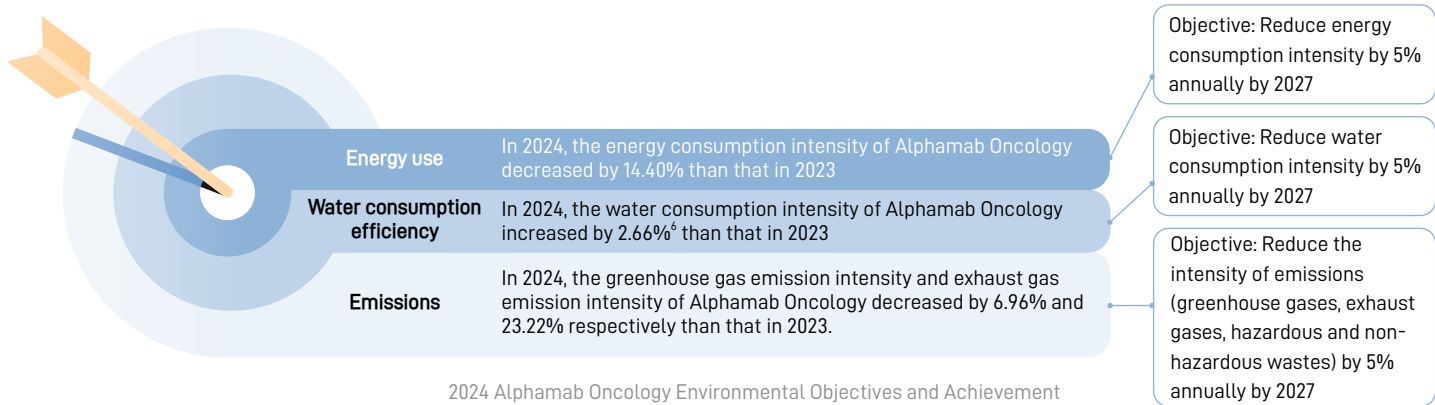 Energy use
In 2024, the energy consumption intensity of Alphamab Oncology
decreased by 14.40% than that in 2023
Objective: Reduce energy
consumption intensity by 5%
annually by 2027
Water consumption
efficiency
In 2024, the water consumption intensity of Alphamab Oncology
increased by 2.66%⁶ than that in 2023
Objective: Reduce water
consumption intensity by 5%
annually by 2027
Emissions
In 2024, the greenhouse gas emission intensity and exhaust gas
emission intensity of Alphamab Oncology decreased by 6.96% and
23.22% respectively than that in 2023.
Objective: Reduce the
intensity of emissions
(greenhouse gases, exhaust
gases, hazardous and non-
hazardous wastes) by 5%
annually by 2027
2024 Alphamab Oncology Environmental Objectives and Achievement